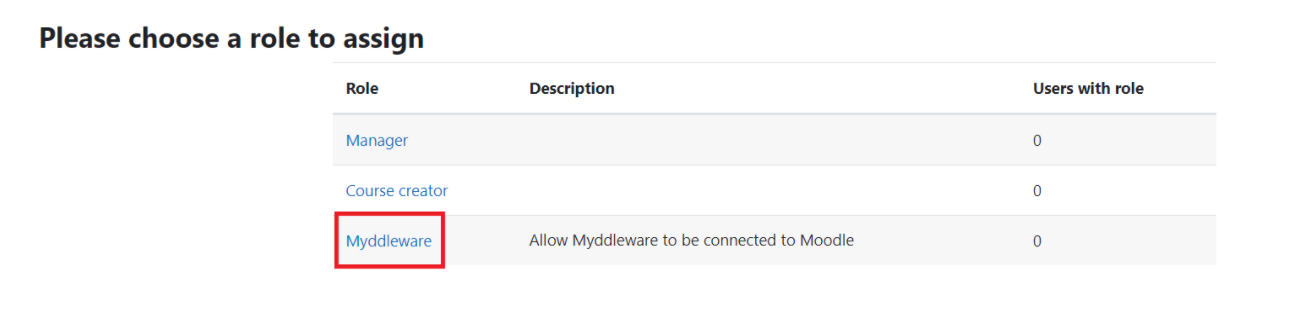 Please choose a role to assign
Role Description Users with role
Manager 0
Course creator 0
Myddleware Allow Myddleware to be connected to Moodle 0